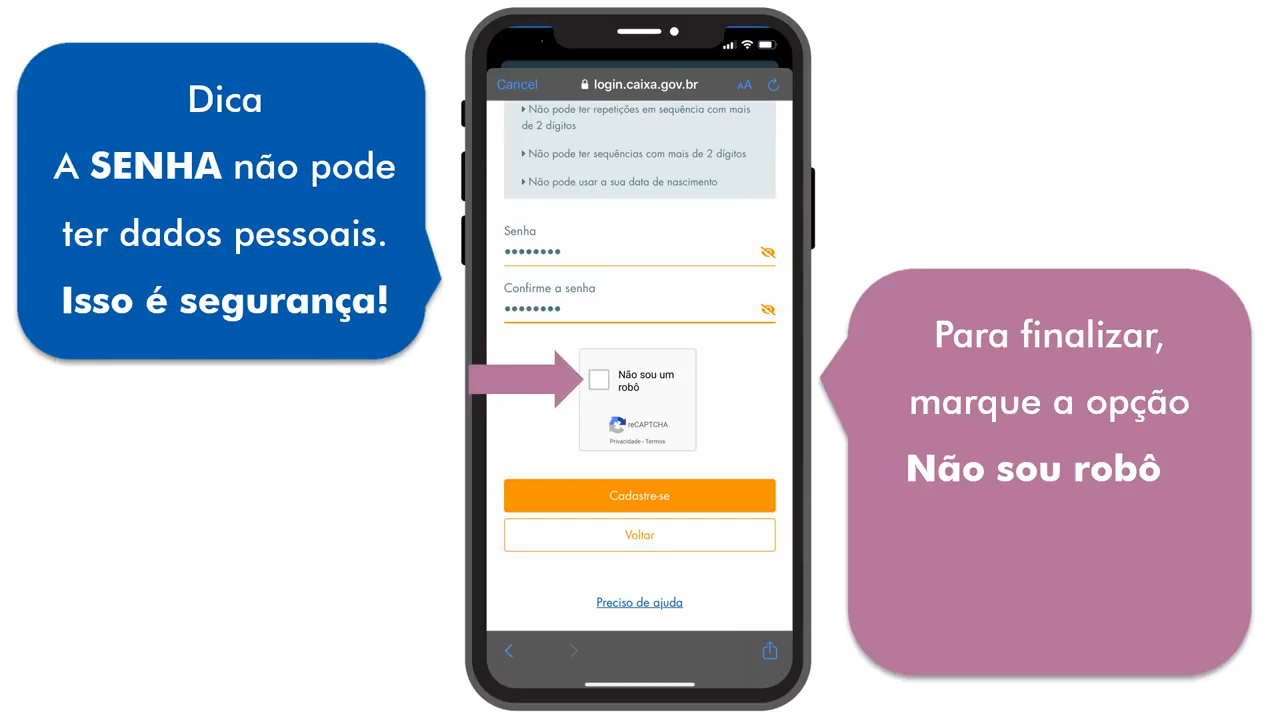 Dica
A SENHA não pode
ter dados pessoais.
Isso é segurança!
Cancel
login.caixa.gov.br
AA
Não pode ter repetições em sequência com mais
de 2 dígitos
Não pode ter sequências com mais de 2 dígitos
Não pode usar a sua data de nascimento
Senha
Confirme a senha
Não sou um
robô
reCAPTCHA
Privacidade - Termos
Cadastre-se
Voltar
Preciso de ajuda
Para finalizar,
marque a opção
Não sou robô